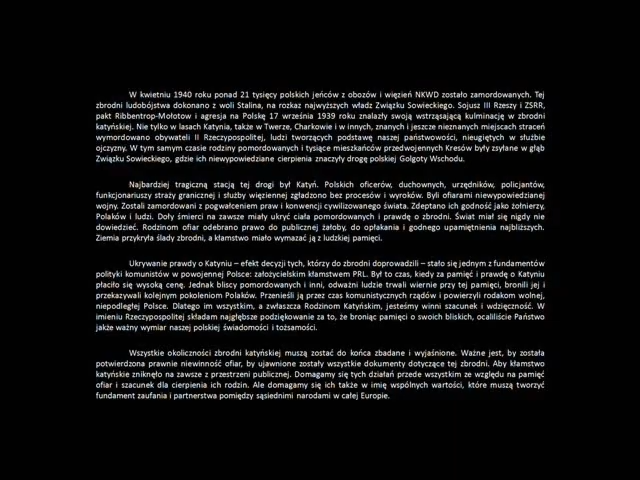 W kwietniu 1940 roku ponad 21 tysięcy polskich jeńców z obozów i więzień NKWD zostało zamordowanych. Tej
zbrodni ludobójstwa dokonano z woli Stalina, na rozkaz najwyższych władz Związku Sowieckiego. Sojusz III Rzeszy i ZSRR,
pakt Ribbentrop-Mołotow i agresja na Polskę 17 września 1939 roku znalazły swoją wstrząsającą kulminację w zbrodni
katyńskiej. Nie tylko w lasach Katynia, także w Twerze, Charkowie i w innych, znanych i jeszcze nieznanych miejscach straceń
wymordowano obywateli II Rzeczypospolitej, ludzi tworzących podstawę naszej państwowości, nieugiętych w służbie
ojczyzny. W tym samym czasie rodziny pomordowanych i tysiące mieszkańców przedwojennych Kresów były zsyłane w głąb
Związku Sowieckiego, gdzie ich niewypowiedziane cierpienia znaczyły drogę polskiej Golgoty Wschodu.
Najbardziej tragiczną stacją tej drogi był Katyń. Polskich oficerów, duchownych, urzędników, policjantów,
funkcjonariuszy straży granicznej i służby więziennej zgładzono bez procesów i wyroków. Byli ofiarami niewypowiedzianej
wojny. Zostali zamordowani z pogwałceniem praw i konwencji cywilizowanego świata. Zdeptano ich godność jako żołnierzy,
Polaków i ludzi. Doły śmierci na zawsze miały ukryć ciała pomordowanych i prawdę o zbrodni. Świat miał się nigdy nie
dowiedzieć. Rodzinom ofiar odebrano prawo do publicznej żałoby, do opłakania i godnego upamiętnienia najbliższych.
Ziemia przykryła ślady zbrodni, a kłamstwo miało wymazać ją z ludzkiej pamięci.
Ukrywanie prawdy o Katyniu – efekt decyzji tych, którzy do zbrodni doprowadzili – stało się jednym z fundamentów
polityki komunistów w powojennej Polsce: założycielskim kłamstwem PRL. Był to czas, kiedy za pamięć i prawdę o Katyniu
płaciło się wysoką cenę. Jednak bliscy pomordowanych i inni, odważni ludzie trwali wiernie przy tej pamięci, bronili jej i
przekazywali kolejnym pokoleniom Polaków. Przenieśli ją przez czas komunistycznych rządów i powierzyli rodakom wolnej,
niepodległej Polsce. Dlatego im wszystkim, a zwłaszcza Rodzinom Katyńskim, jesteśmy winni szacunek i wdzięczność. W
imieniu Rzeczypospolitej składam najgłębsze podziękowanie za to, że broniąc pamięci o swoich bliskich, ocaliliście Państwo
jakże ważny wymiar naszej polskiej świadomości i tożsamości.
Wszystkie okoliczności zbrodni katyńskiej muszą zostać do końca zbadane i wyjaśnione. Ważne jest, by została
potwierdzona prawnie niewinność ofiar, by ujawnione zostały wszystkie dokumenty dotyczące tej zbrodni. Aby kłamstwo
katyńskie zniknęło na zawsze z przestrzeni publicznej. Domagamy się tych działań przede wszystkim ze względu na pamięć
ofiar i szacunek dla cierpienia ich rodzin. Ale domagamy się ich także w imię wspólnych wartości, które muszą tworzyć
fundament zaufania i partnerstwa pomiędzy sąsiednimi narodami w całej Europie.